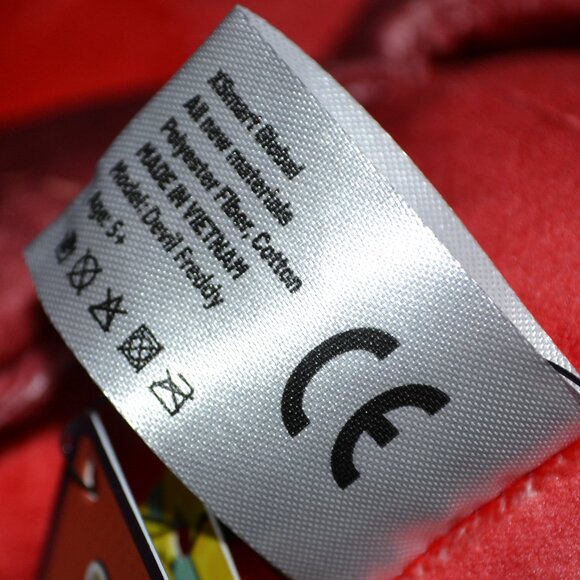 XSmart Global
All new materials
Polyester Fiber, Cotton
MADE IN VIETNAM
Model: Devil Freddy
Age: 5+
CE